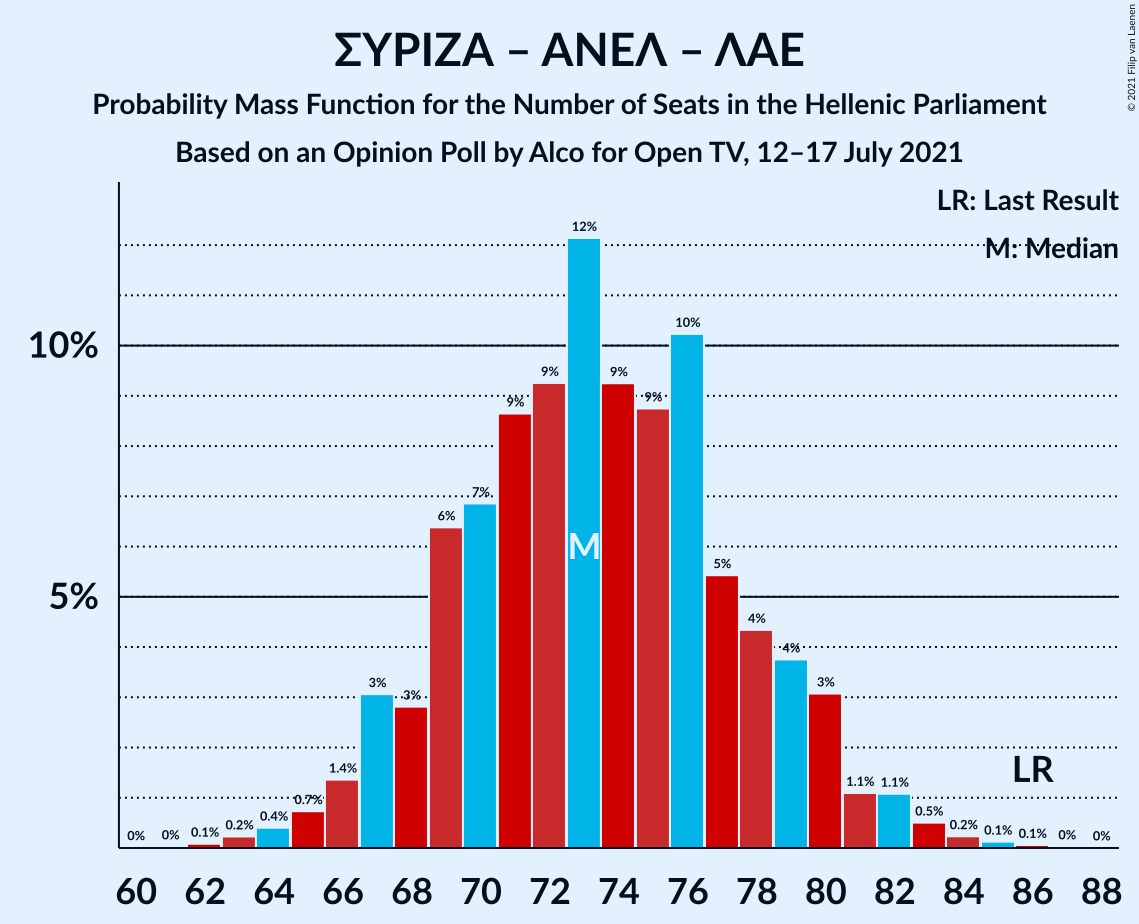 ΣΥΡΙΖΑ – ΑΝΕΛ – ΛΑΕ
Probability Mass Function for the Number of Seats in the Hellenic Parliament
Based on an Opinion Poll by Alco for Open TV, 12–17 July 2021
© 2021 Filip van Laenen
LR: Last Result
M: Median
10%
5%
0% 0% 0.1% 0.2% 0.4% 0.7% 1.4% 3% 3% 6% 7% 9% 9% 12% 9% 9% 10% 5% 4% 4% 3% 1.1% 1.1% 0.5% 0.2% 0.1% 0.1% 0% 0%
M
LR
60 62 64 66 68 70 72 74 76 78 80 82 84 86 88